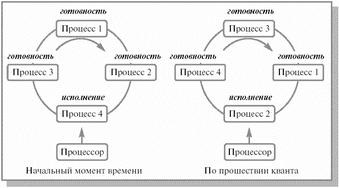 готовность
Процесс 1
готовность
Процесс 3
готовность
Процесс 2
исполнение
Процесс 4
Процессор
Начальный момент времени
готовность
Процесс 3
готовность
Процесс 4
готовность
Процесс 1
исполнение
Процесс 2
Процессор
По прошествии кванта